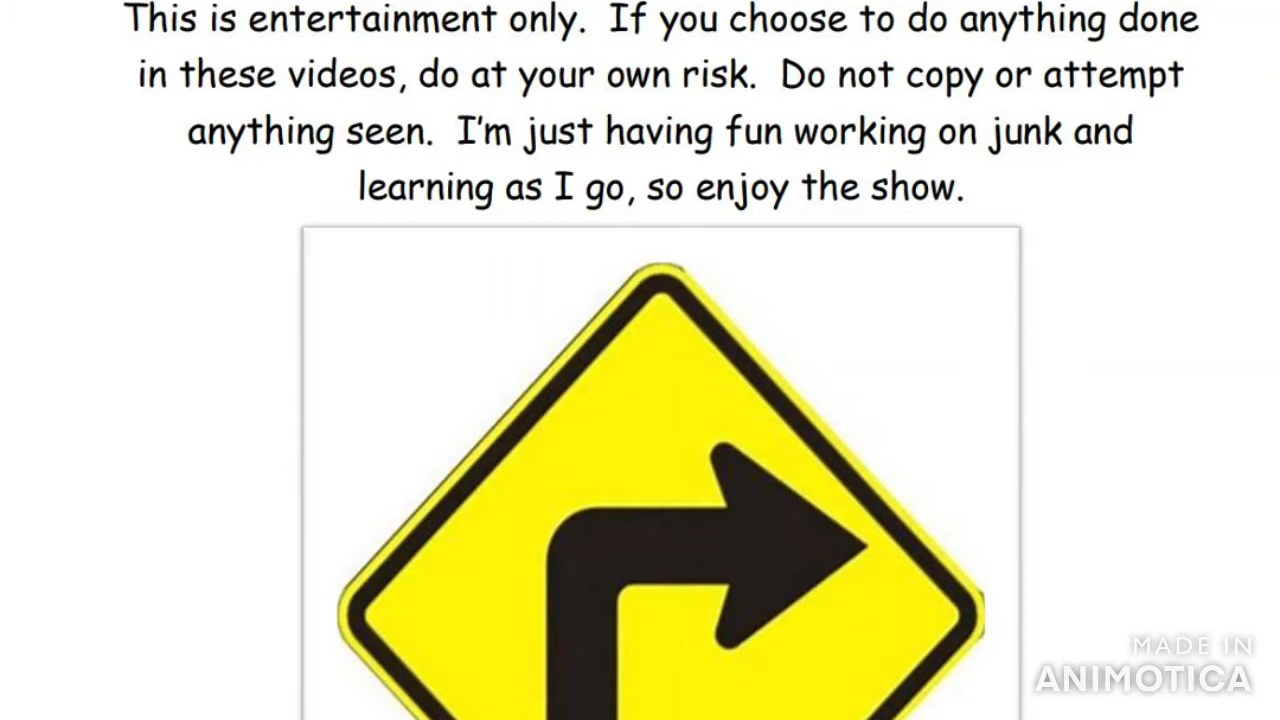 This is entertainment only.  If you choose to do anything done
in these videos, do at your own risk.  Do not copy or attempt
anything seen.  I’m just having fun working on junk and
learning as I go, so enjoy the show.
MADE IN
ANIMOTICA